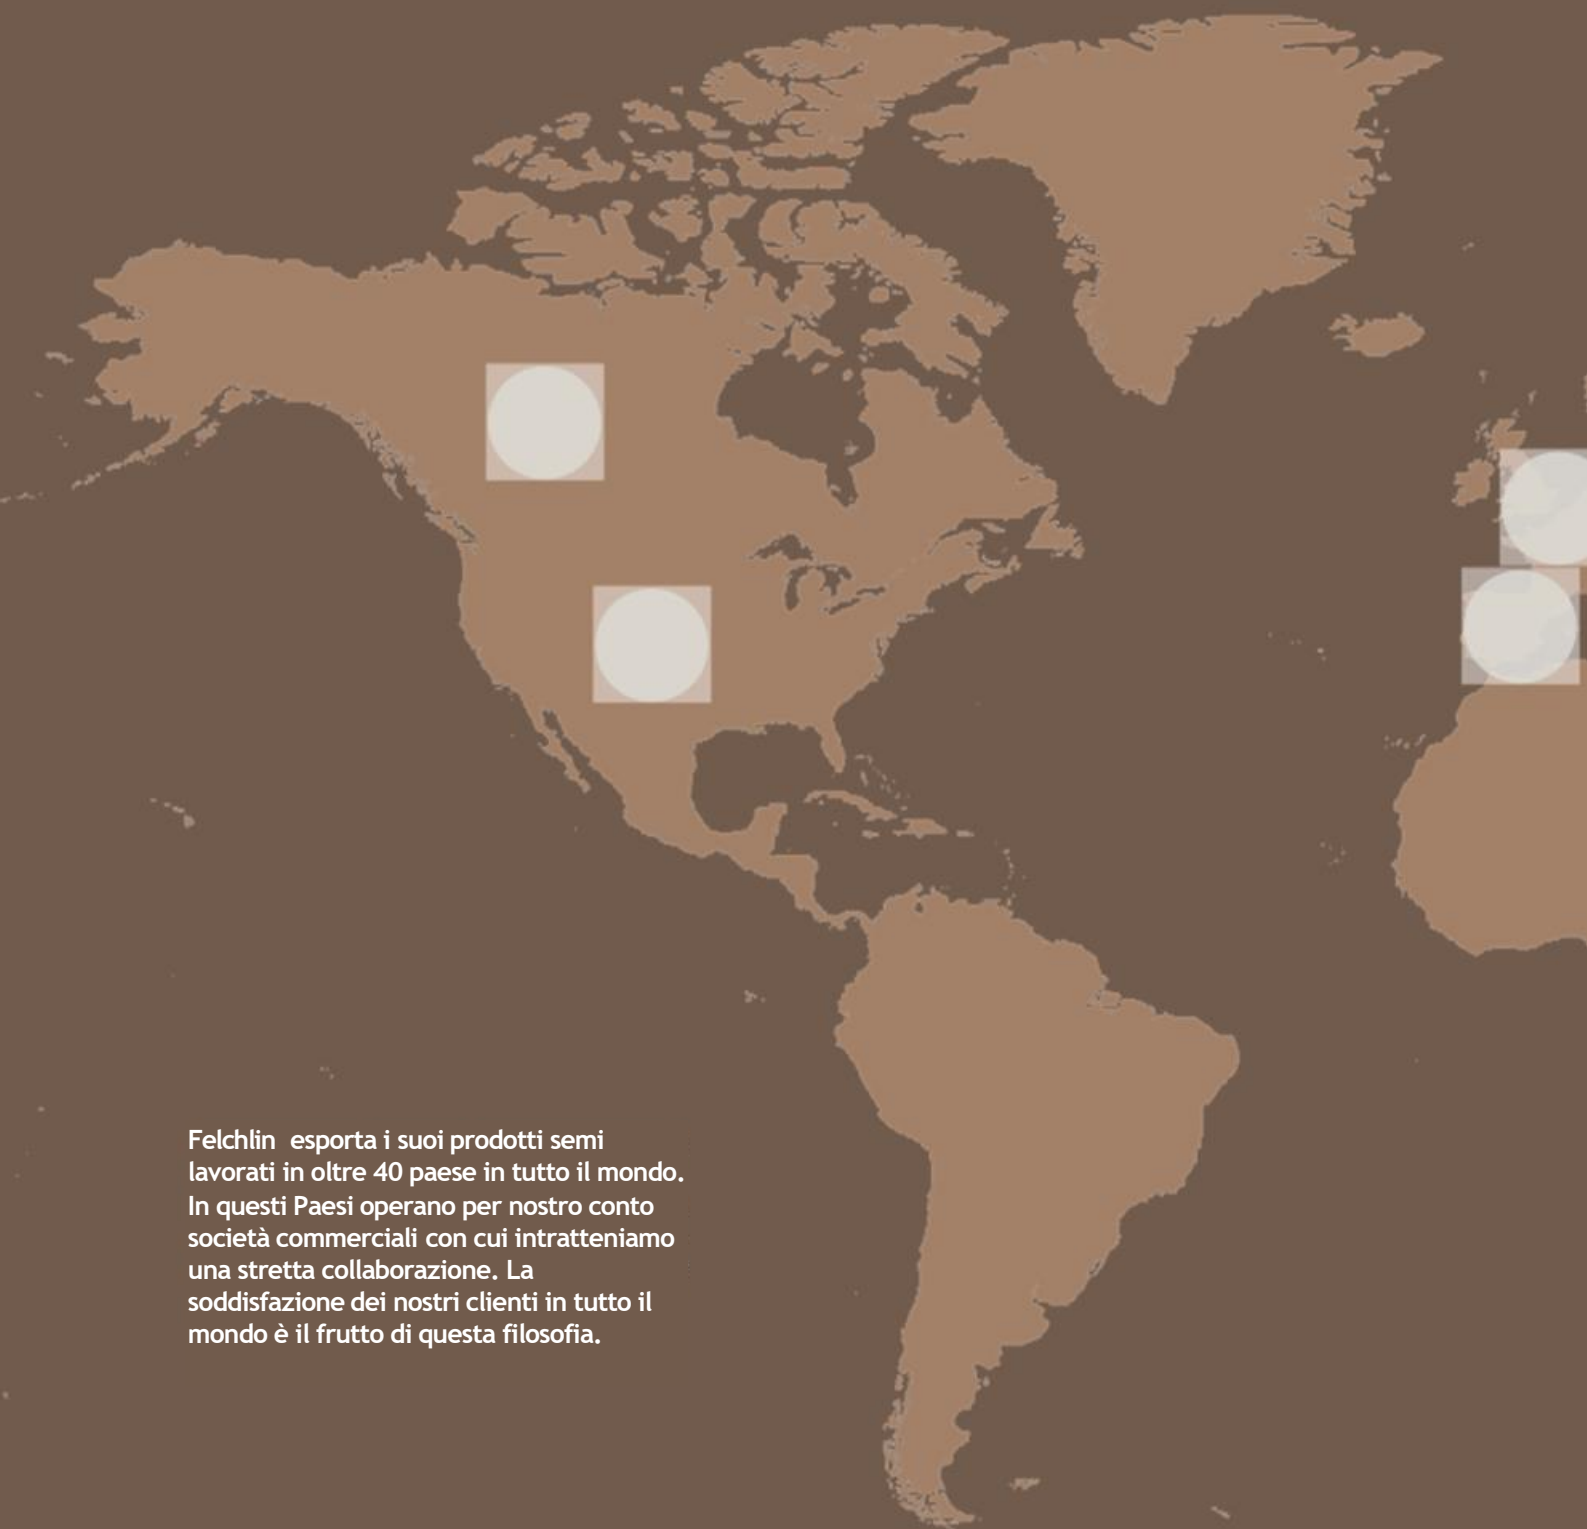 Felchlin  esporta i suoi prodotti semi
lavorati in oltre 40 paese in tutto il mondo.
In questi Paesi operano per nostro conto
società commerciali con cui intratteniamo
una stretta collaborazione. La
soddisfazione dei nostri clienti in tutto il
mondo è il frutto di questa filosofia.